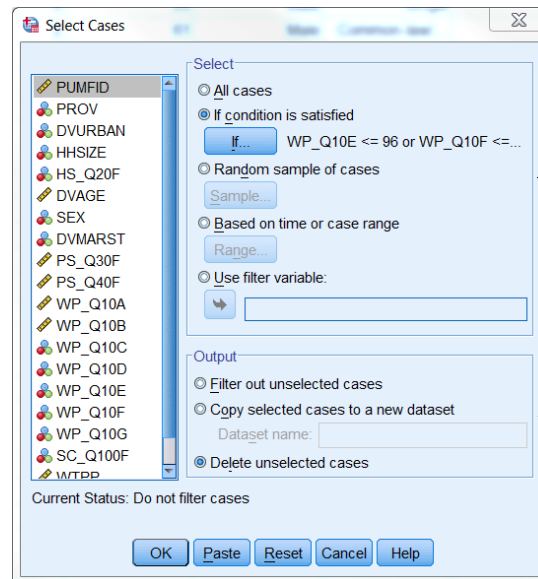 Select Cases
PUMFID
PROV
DVURBAN
HHSIZE
HS_Q20F
DVAGE
SEX
DVMARST
PS_Q30F
PS_Q40F
WP_Q10A
WP_Q10B
WP_Q10C
WP_Q10D
WP_Q10E
WP_Q10F
WP_Q10G
SC_Q100F
WTPP
Select
All cases
If condition is satisfied
If... WP_Q10E <= 96 or WP_Q10F <=...
Random sample of cases
Sample...
Based on time or case range
Range...
Use filter variable:
Output
Filter out unselected cases
Copy selected cases to a new dataset
Dataset name:
Delete unselected cases
Current Status: Do not filter cases
OK Paste Reset Cancel Help